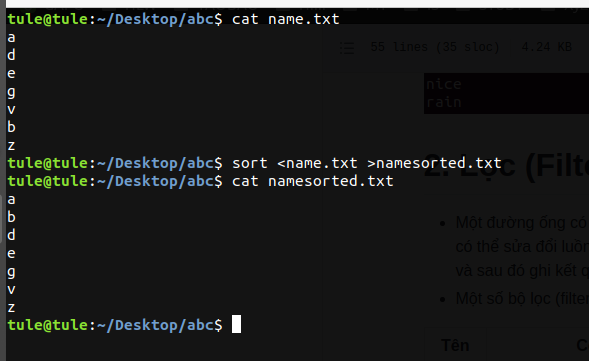 tule@tule:~/Desktop/abc$ cat name.txt
a
d
e
g
v
b
z
tule@tule:~/Desktop/abc$ sort <name.txt >namesorted.txt
tule@tule:~/Desktop/abc$ cat namesorted.txt
a
b
d
e
g
v
z
tule@tule:~/Desktop/abc$
55 lines (35 sloc) 4.24 KB
nice
rain
2. Lọc (Filte
Một đường ống có
có thể sửa đổi luồn
và sau đó ghi kết q
Một số bộ lọc (filter
Tên C